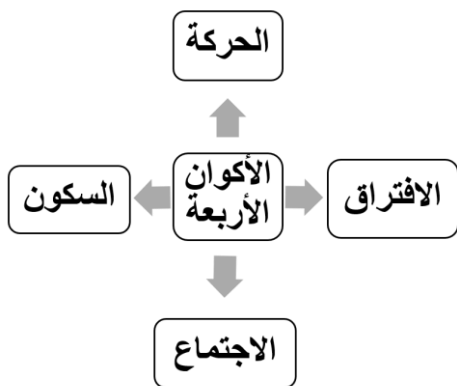 الحركة
الافتراق
الأكوان
الأربعة
السكون
الاجتماع